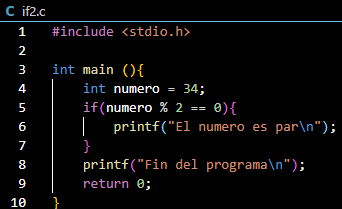 C if2.c
1 #include <stdio.h>
2
3 int main (){
4     int numero = 34;
5     if(numero % 2 == 0){
6         printf("El numero es par\n");
7     }
8     printf("Fin del programa\n");
9     return 0;
10 }